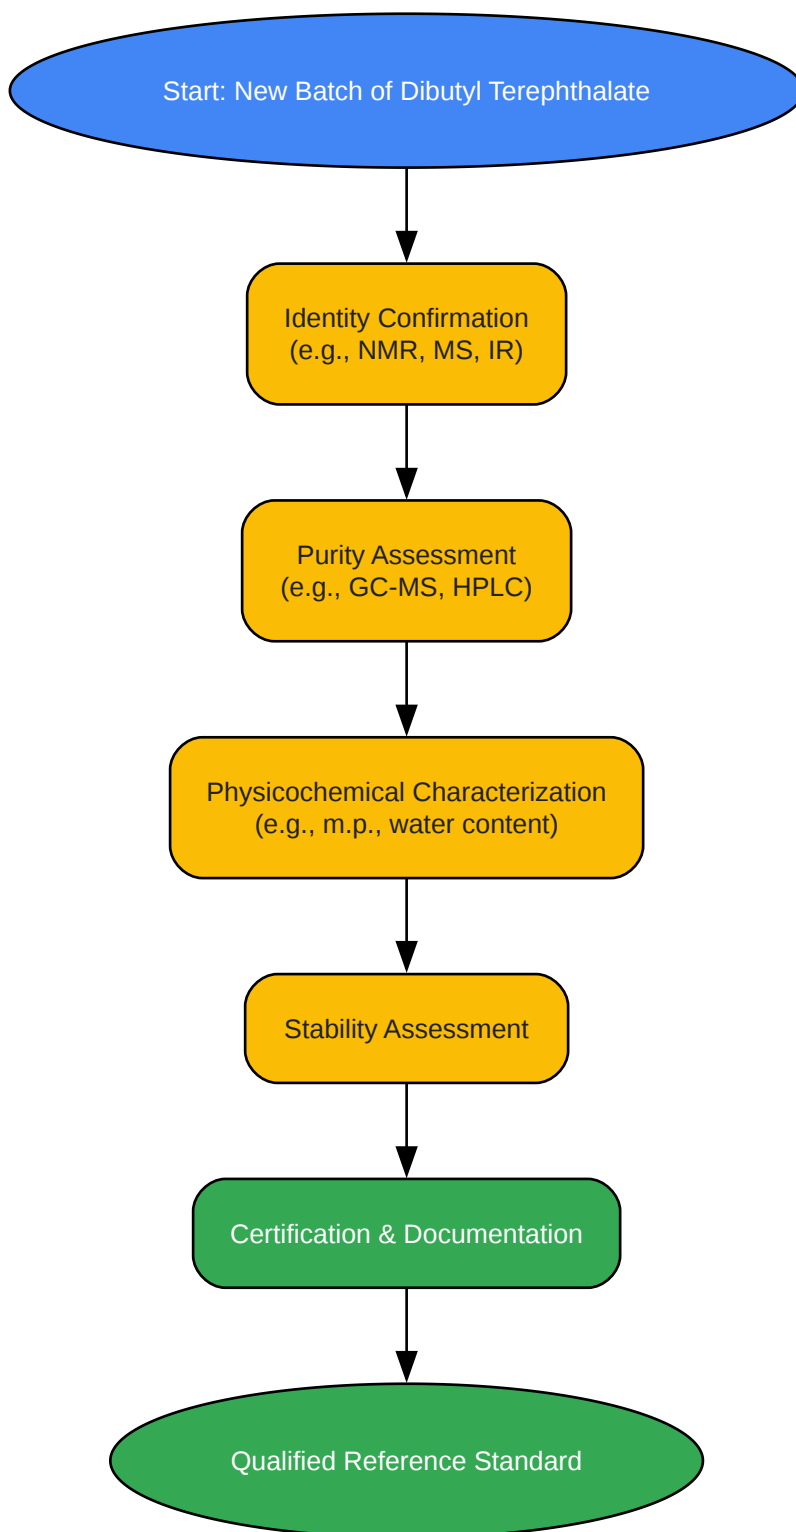 Start: New Batch of Dibutyl Terephthalate
Identity Confirmation
(e.g., NMR, MS, IR)
Purity Assessment
(e.g., GC-MS, HPLC)
Physicochemical Characterization
(e.g., m.p., water content)
Stability Assessment
Certification & Documentation
Qualified Reference Standard